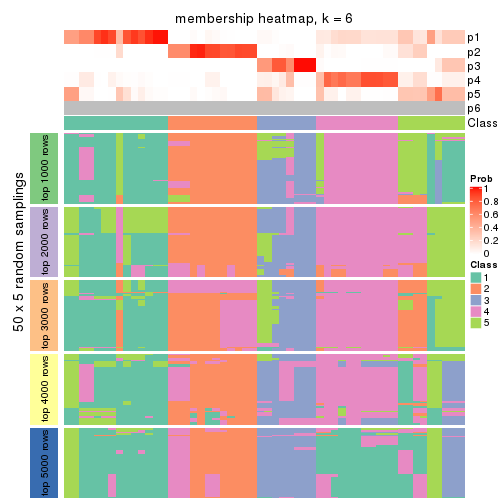 membership heatmap, k = 6
p1
p2
p3
p4
p5
p6
Class
50 x 5 random samplings
top 1000 rows
top 2000 rows
top 3000 rows
top 4000 rows
top 5000 rows
Prob
1
0.8
0.6
0.4
0.2
0
Class
1
2
3
4
5